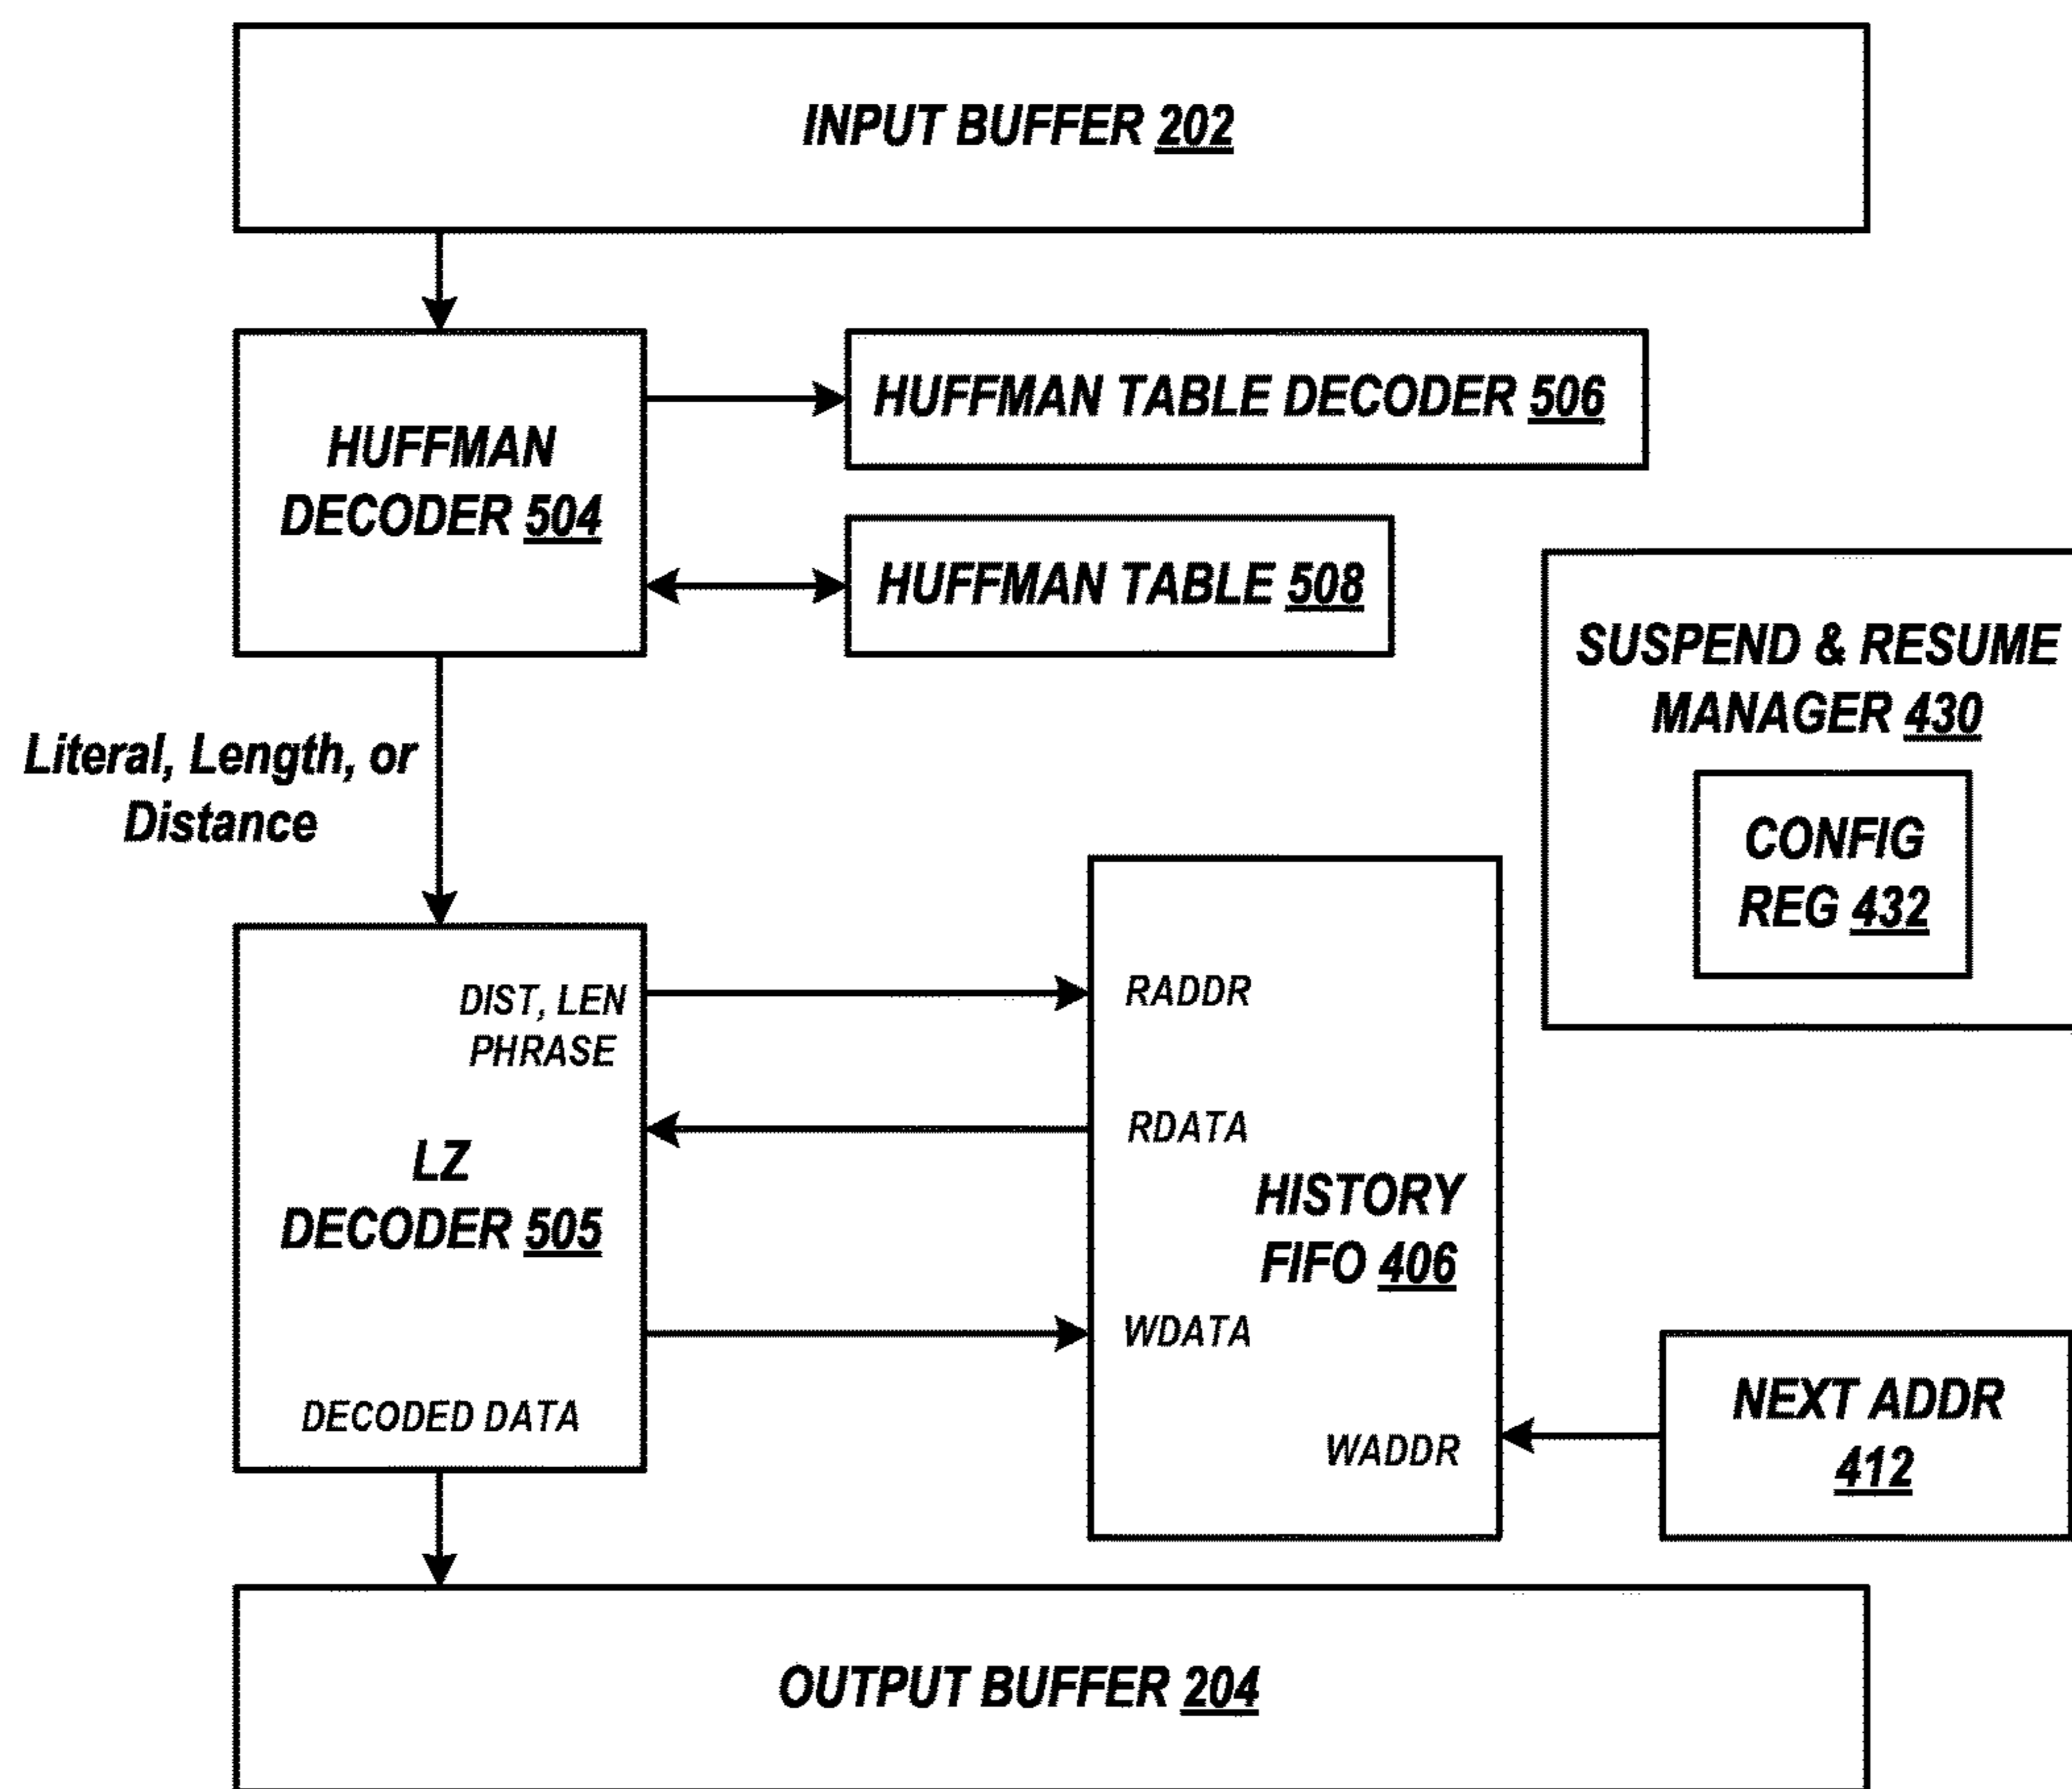 INPUT BUFFER 202
HUFFMAN
DECODER 504
HUFFMAN TABLE DECODER 506
HUFFMAN TABLE 508
SUSPEND & RESUME
MANAGER 430
CONFIG
REG 432
Literal, Length, or
Distance
DIST, LEN
PHRASE
LZ
DECODER 505
DECODED DATA
RADDR
RDATA
HISTORY
FIFO 406
WDATA
WADDR
NEXT ADDR
412
OUTPUT BUFFER 204